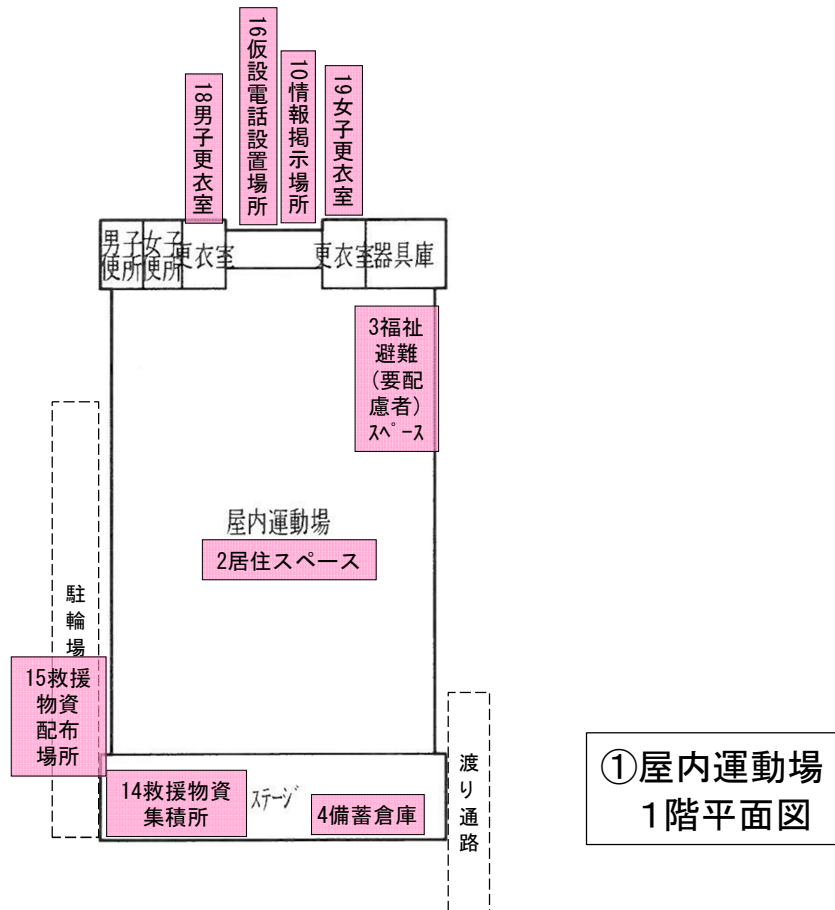 18男子更衣室
16仮設電話設置場所
10情報掲示場所
19女子更衣室
男子
便所
女子
便所
更衣室
更衣室
器具庫
3福祉
避難
(要配
慮者)
ｽﾍﾟｰｽ
屋内運動場
2居住スペース
駐輪場
15救援
物資
配布
場所
14救援物資
集積所
ｽﾃｰｼﾞ
4備蓄倉庫
渡り通路
①屋内運動場
１階平面図